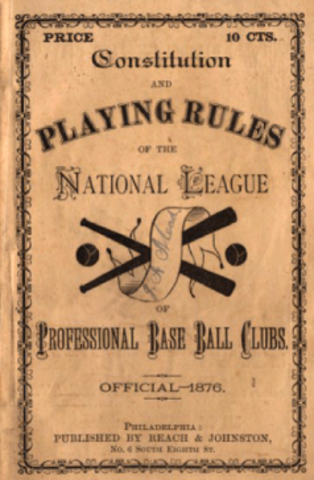 PRICE 10 CTS.
Constitution
AND
PLAYING RULES
OF THE
NATIONAL LEAGUE
OF
PROFESSIONAL BASE BALL CLUBS.
OFFICIAL–1876.
PHILADELPHIA:
PUBLISHED BY REACH & JOHNSTON,
No. 6 SOUTH EIGHTH ST.